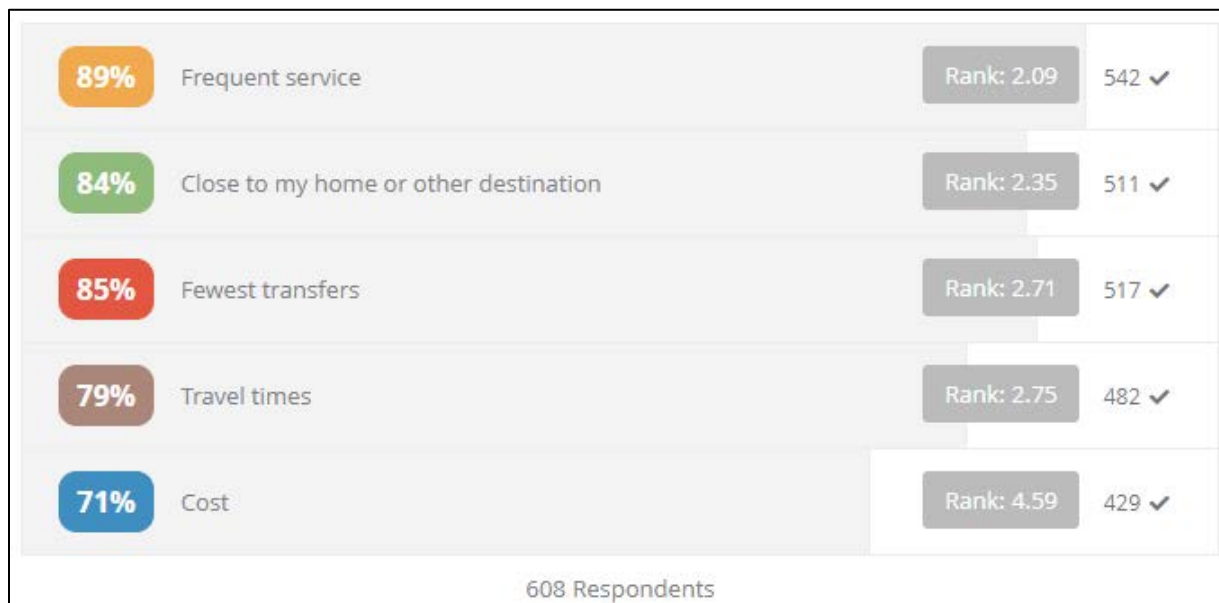 89% Frequent service Rank: 2.09 542 ✔
84% Close to my home or other destination Rank: 2.35 511 ✔
85% Fewest transfers Rank: 2.71 517 ✔
79% Travel times Rank: 2.75 482 ✔
71% Cost Rank: 4.59 429 ✔
608 Respondents